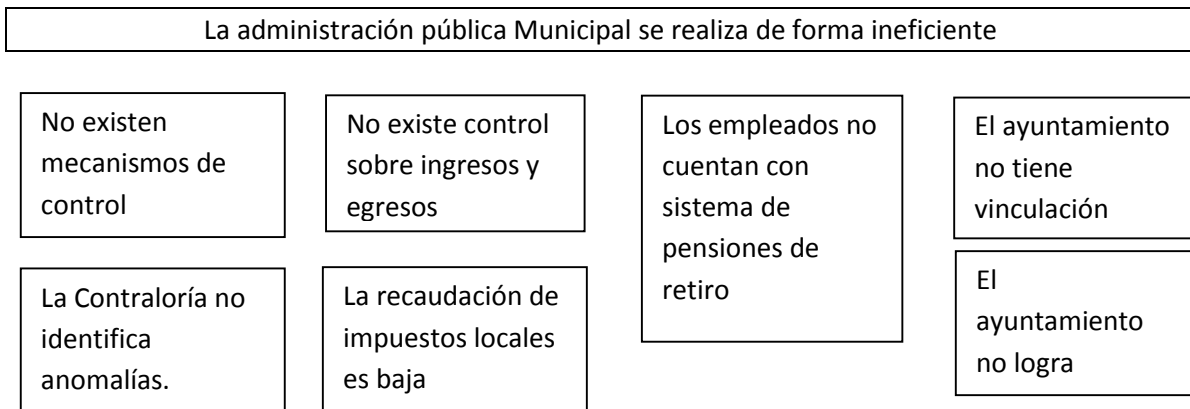 La administración pública Municipal se realiza de forma ineficiente
No existen
mecanismos de
control
No existe control
sobre ingresos y
egresos
Los empleados no
cuentan con
sistema de
pensiones de
retiro
El ayuntamiento
no tiene
vinculación
La Contraloría no
identifica
anomalías.
La recaudación de
impuestos locales
es baja
El
ayuntamiento
no logra